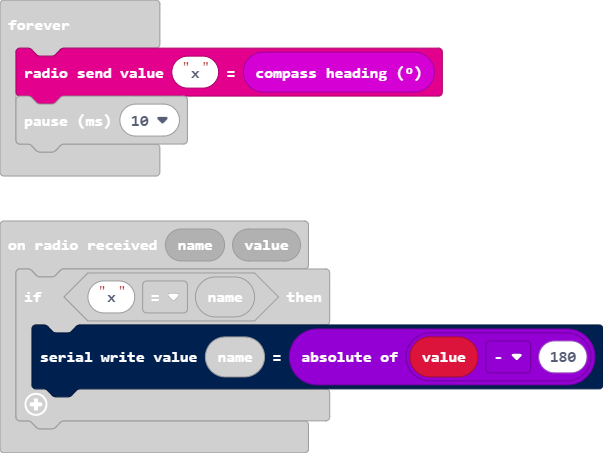 forever
radio send value "x" = compass heading (º)
pause (ms) 10
on radio received name value
if "x" = name then
serial write value name = absolute of value - 180